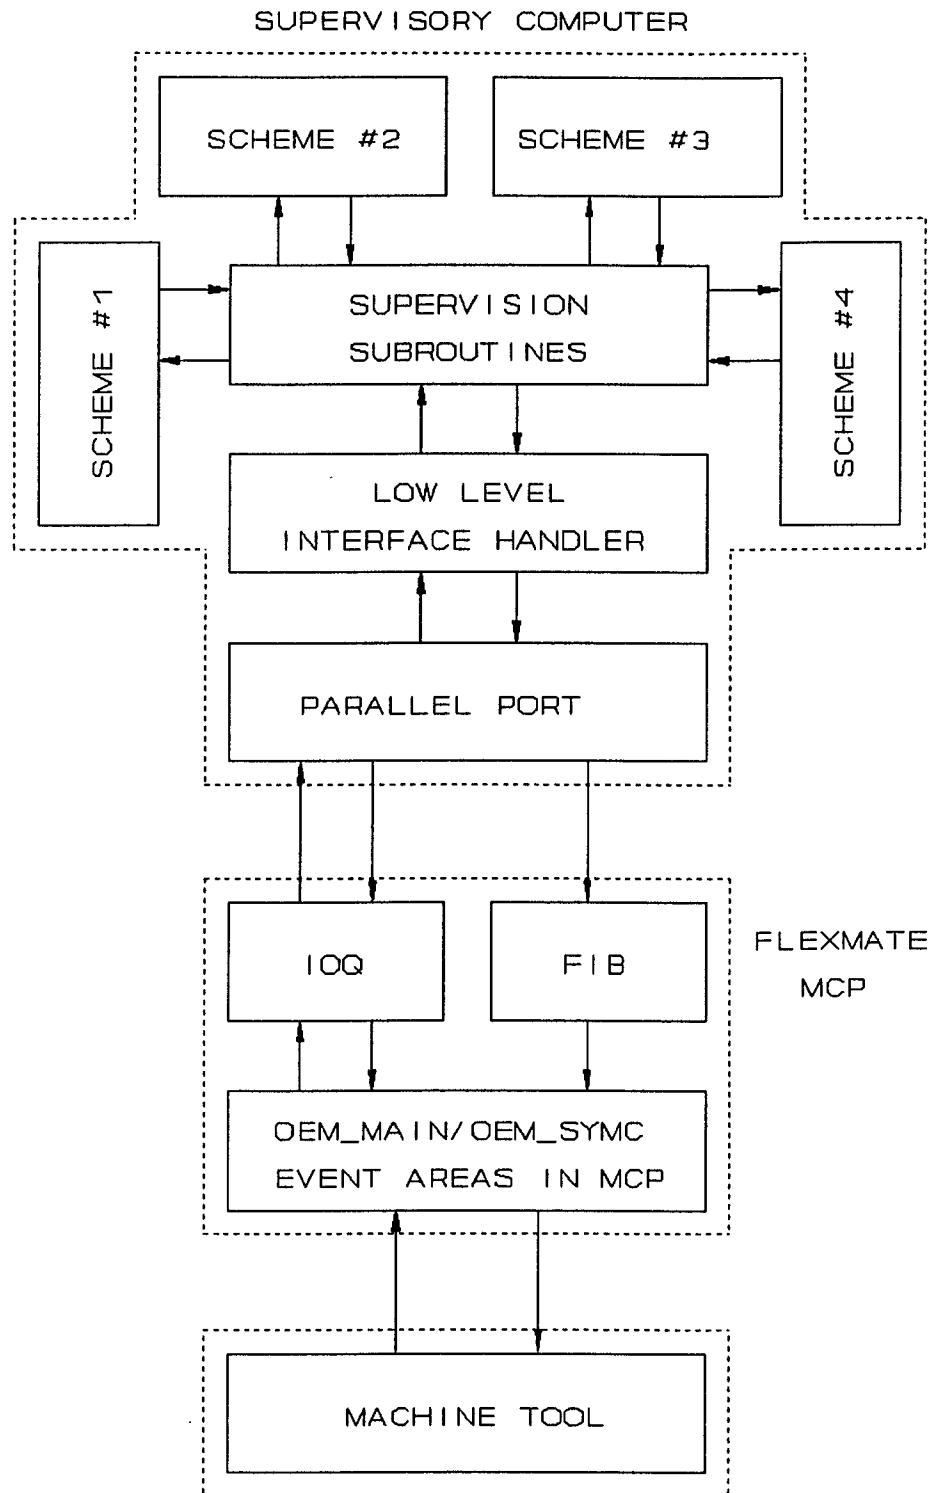 SUPERVISORY COMPUTER
SCHEME #2
SCHEME #3
SCHEME #1
SUPERVISION
SUBROUTINES
SCHEME #4
LOW LEVEL
INTERFACE HANDLER
PARALLEL PORT
IOQ
FIB
FLEXMATE
MCP
OEM_MAIN/OEM_SYMC
EVENT AREAS IN MCP
MACHINE TOOL